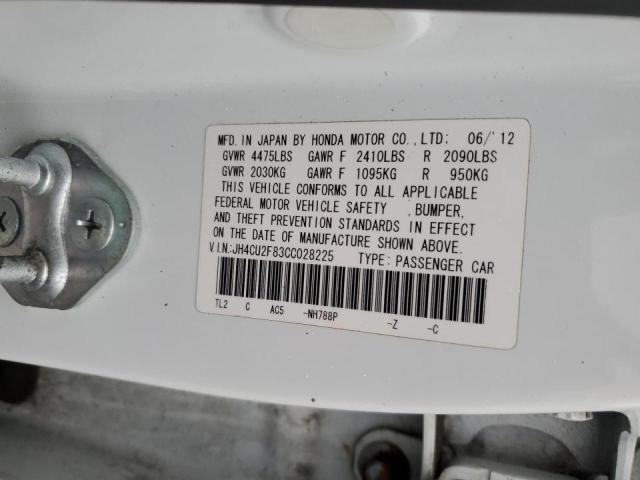 MFD. IN JAPAN BY HONDA MOTOR CO., LTD: 06/'12
GVWR 4475LBS GAWR F 2410LBS R 2090LBS
GVWR 2030KG GAWR F 1095KG R 950KG
THIS VEHICLE CONFORMS TO ALL APPLICABLE
FEDERAL MOTOR VEHICLE SAFETY ,BUMPER,
AND THEFT PREVENTION STANDARDS IN EFFECT
ON THE DATE OF MANUFACTURE SHOWN ABOVE.
V.I.N:JH4CU2F83CC028225 TYPE: PASSENGER CAR
TL2 C AC5 -NH788P -Z -C